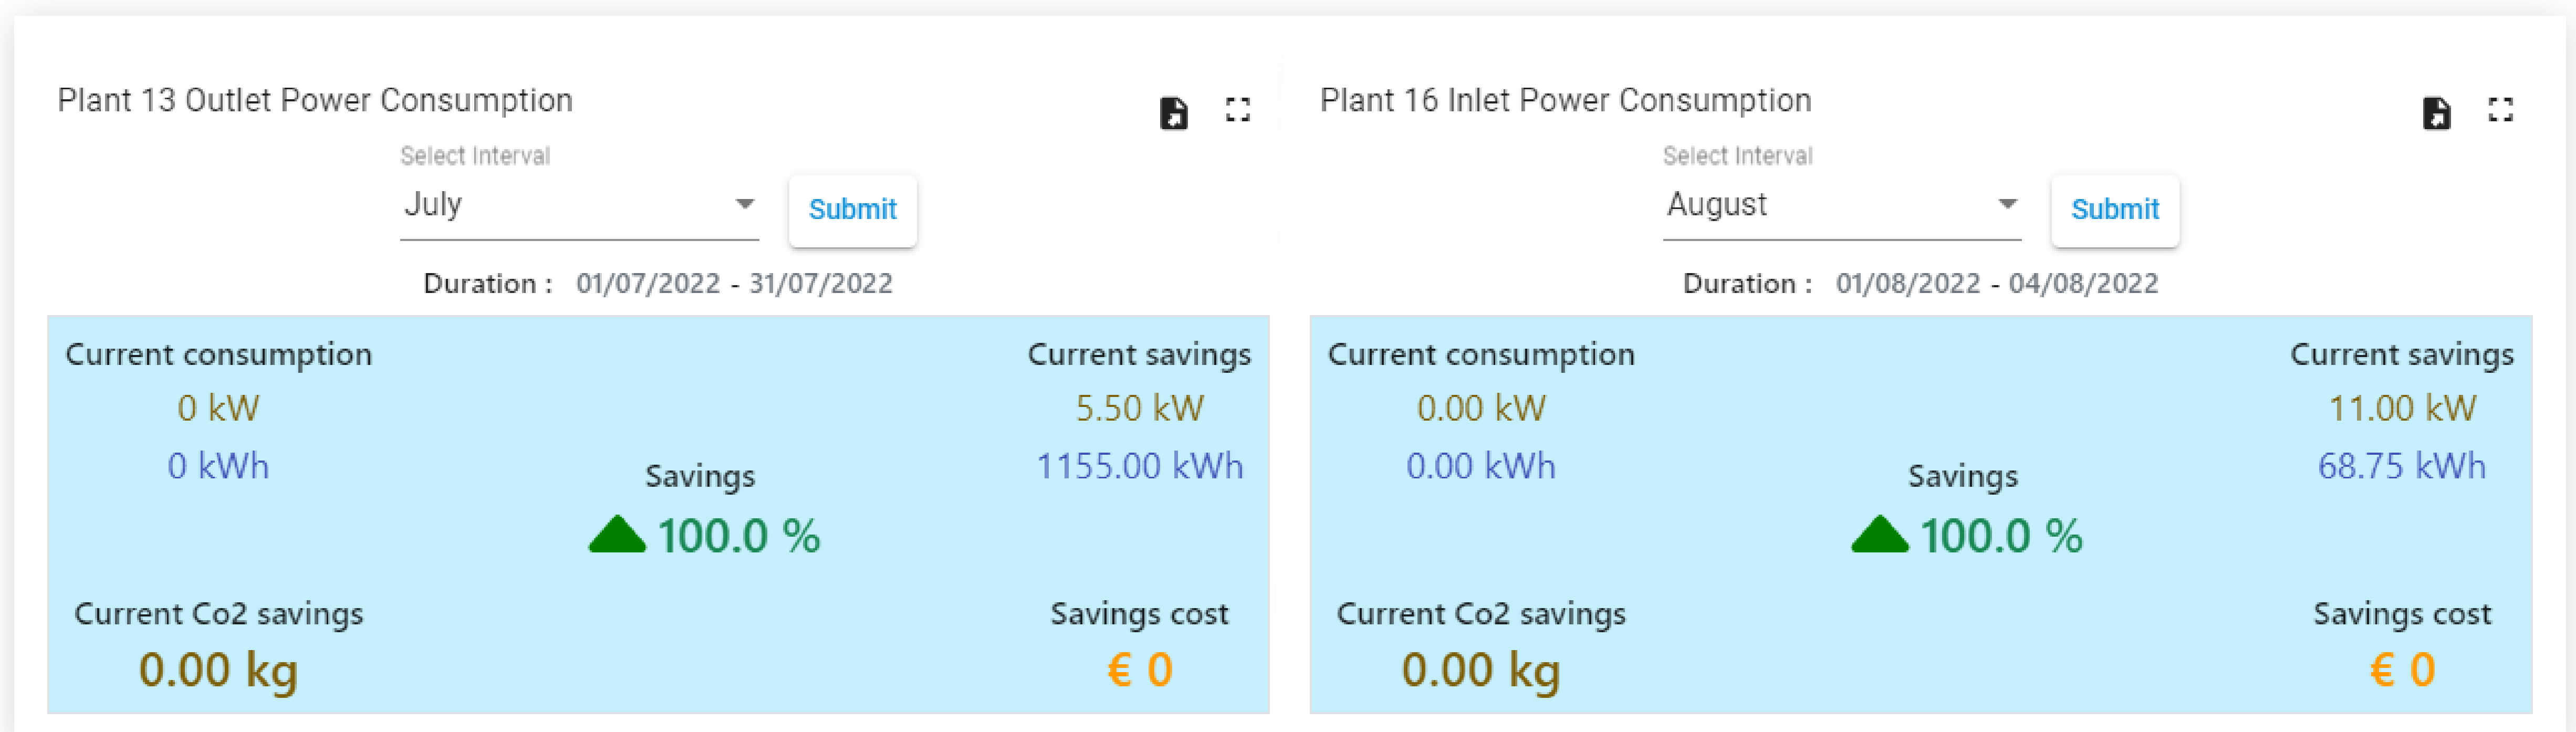 Plant 13 Outlet Power Consumption
Select Interval
July
Submit
Duration : 01/07/2022 - 31/07/2022
Current consumption
0 kW
0 kWh
Current savings
5.50 kW
1155.00 kWh
Savings
100.0 %
Current Co2 savings
0.00 kg
Savings cost
€ 0
Plant 16 Inlet Power Consumption
Select Interval
August
Submit
Duration : 01/08/2022 - 04/08/2022
Current consumption
0.00 kW
0.00 kWh
Current savings
11.00 kW
68.75 kWh
Savings
100.0 %
Current Co2 savings
0.00 kg
Savings cost
€ 0